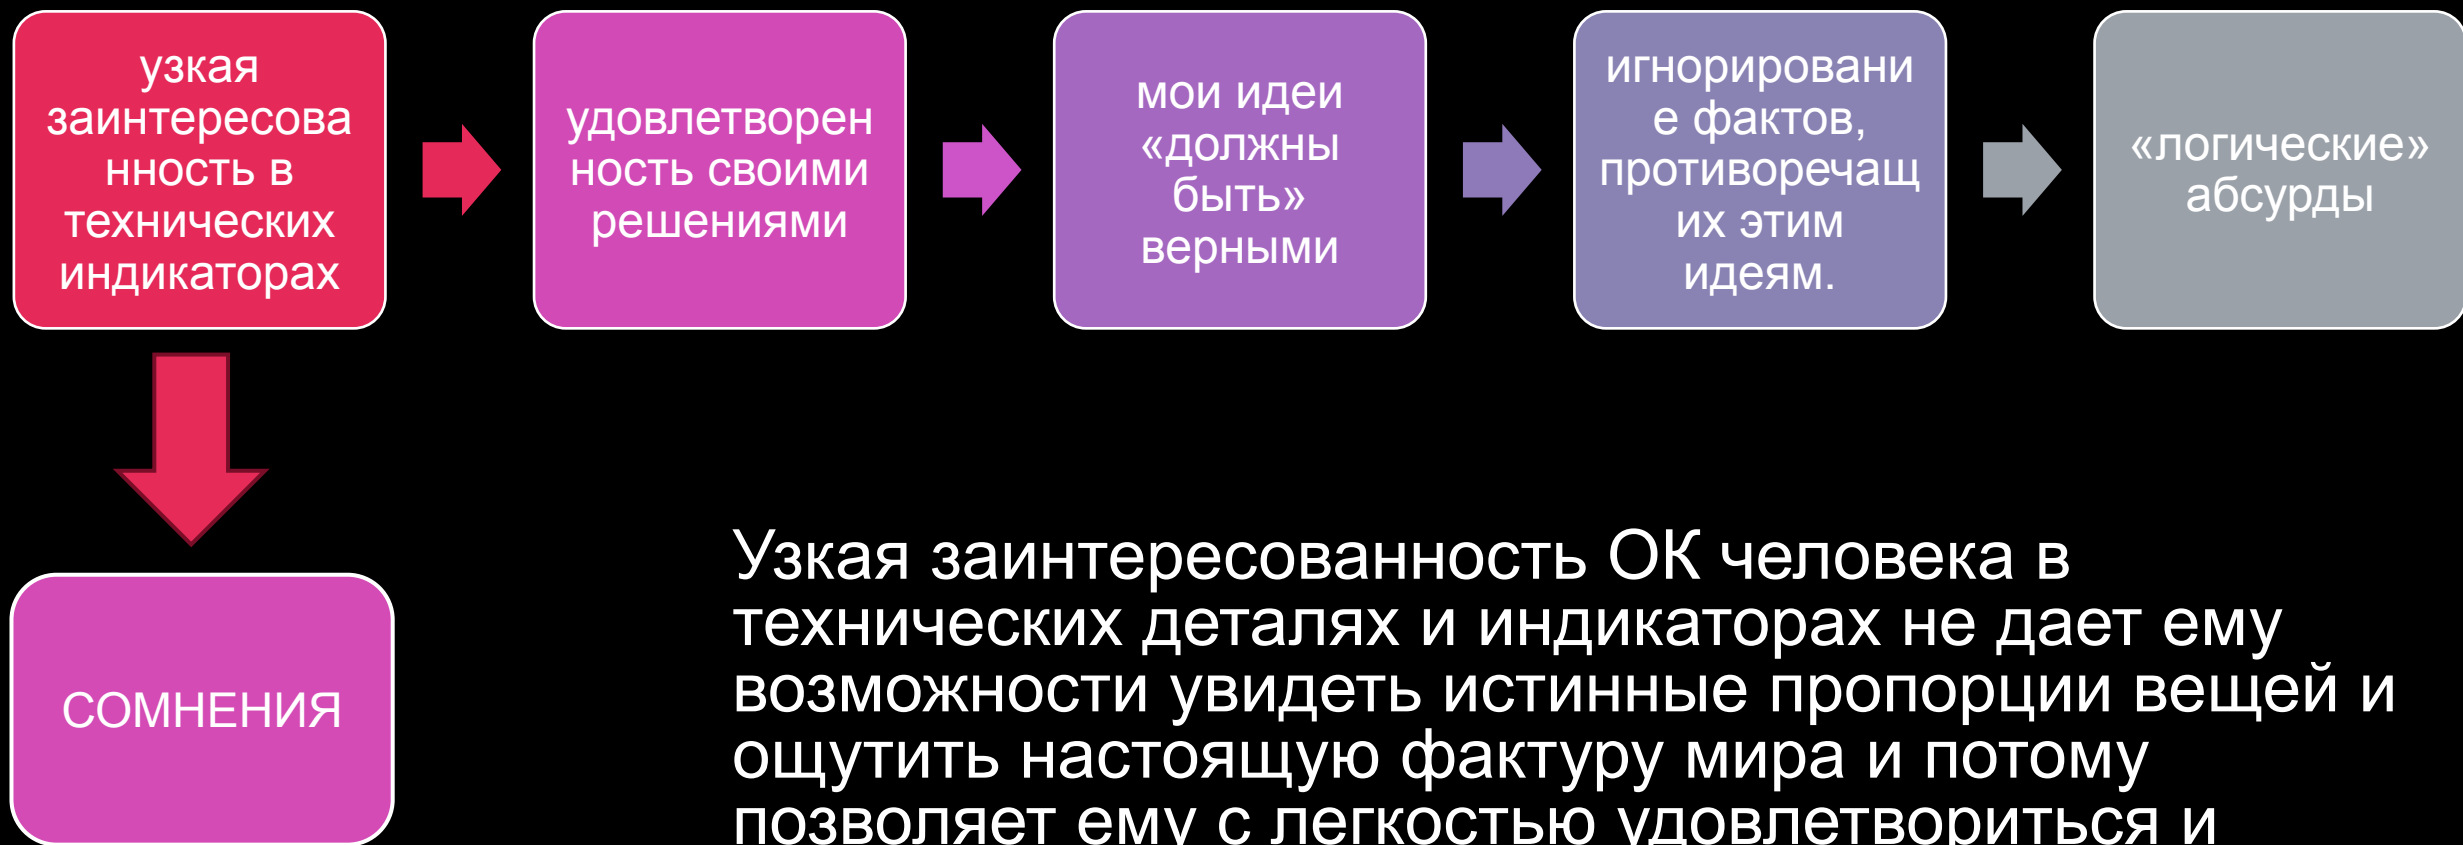 узкая
заинтересова
нность в
технических
индикаторах
удовлетворен
ность своими
решениями
мои идеи
«должны
быть»
верными
игнорировани
е фактов,
противоречащ
их этим
идеям.
«логические»
абсурды
СОМНЕНИЯ
Узкая заинтересованность ОК человека в
технических деталях и индикаторах не дает ему
возможности увидеть истинные пропорции вещей и
ощутить настоящую фактуру мира и потому
позволяет ему с легкостью удовлетвориться и